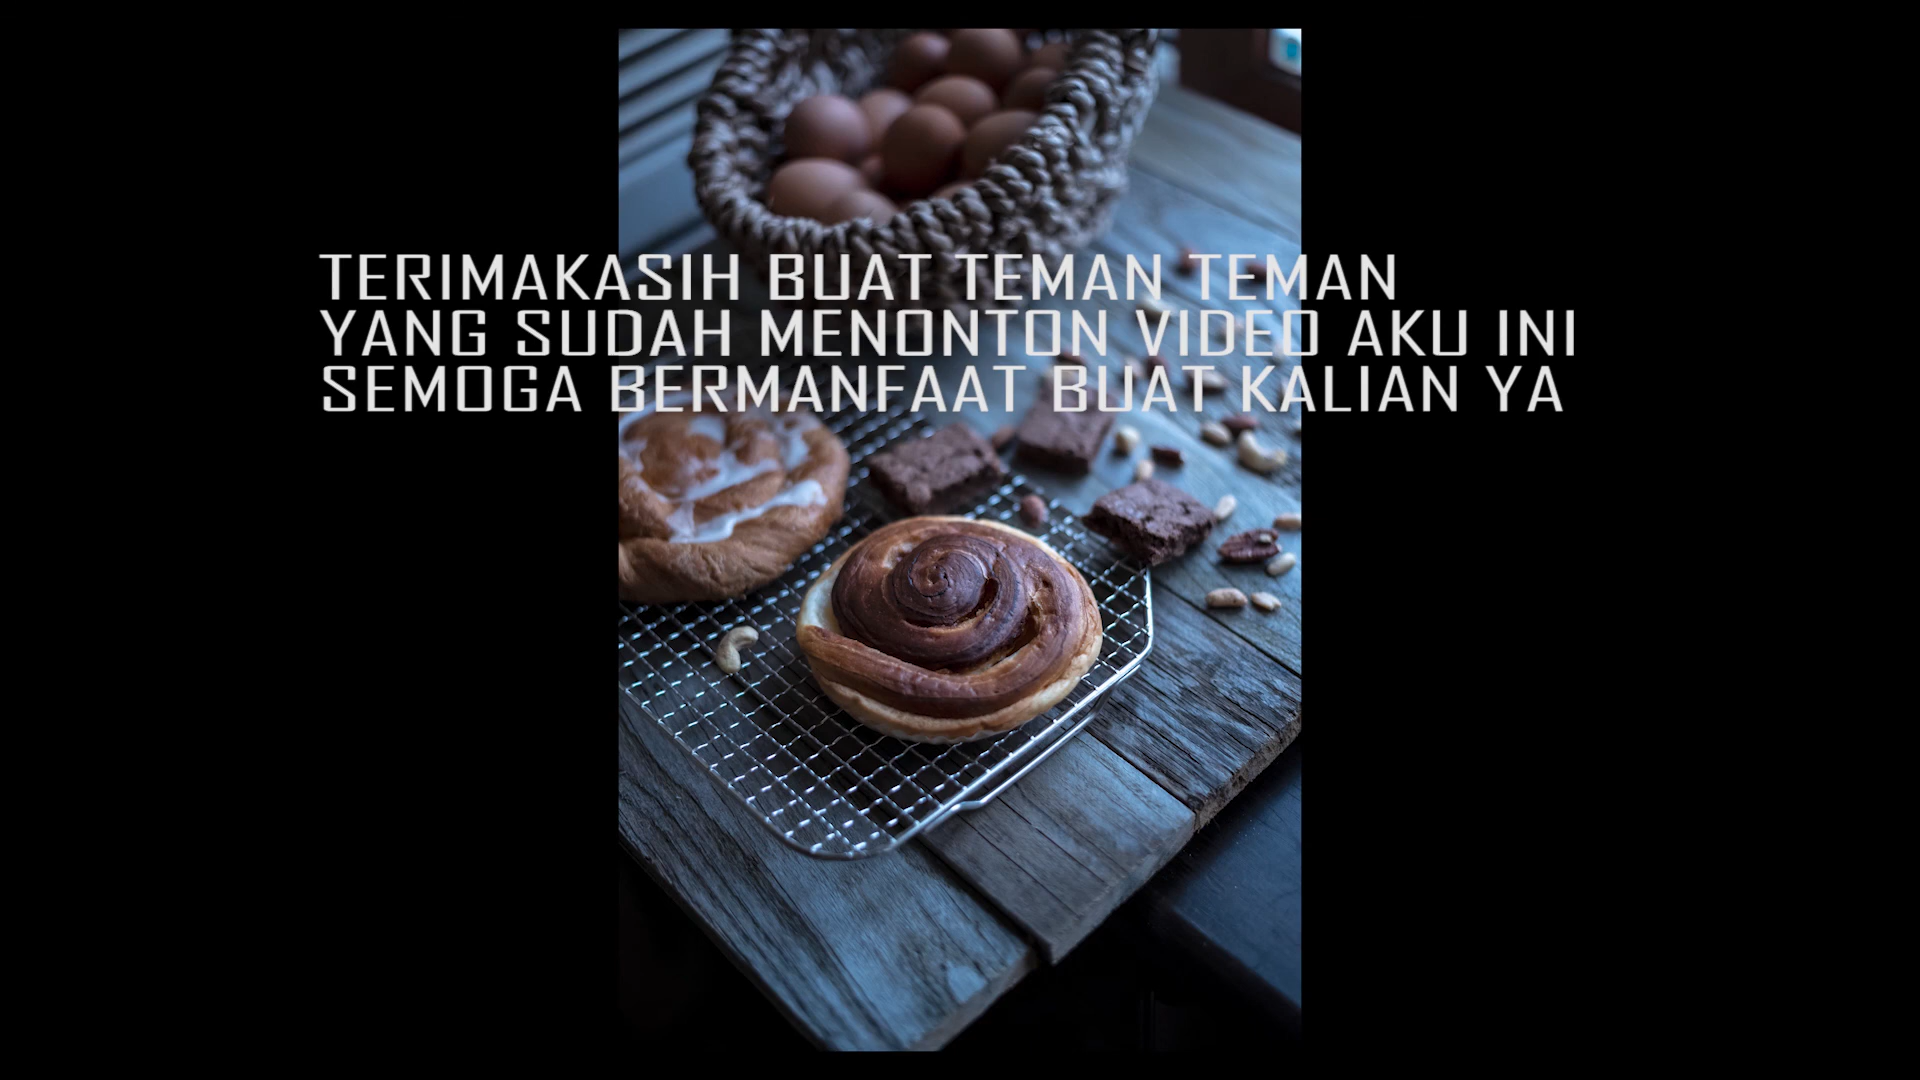 TERIMAKASIH BUAT TEMAN TEMAN
YANG SUDAH MENONTON VIDEO AKU INI
SEMOGA BERMANFAAT BUAT KALIAN YA